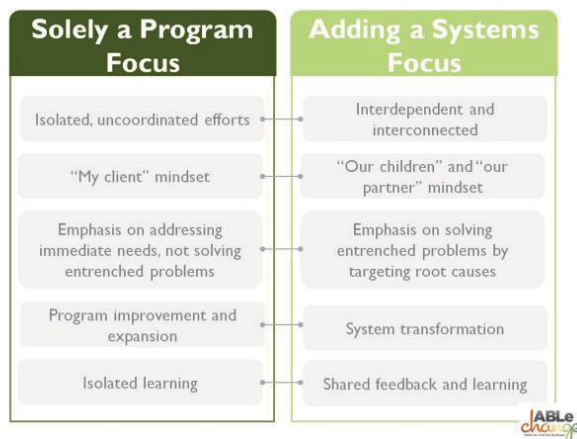 Solely a Program
Focus
Adding a Systems
Focus
Isolated, uncoordinated efforts
Interdependent and
interconnected
"My client" mindset
"Our children" and "our
partner" mindset
Emphasis on addressing
immediate needs, not solving
entrenched problems
Emphasis on solving
entrenched problems by
targeting root causes
Program improvement and
expansion
System transformation
Isolated learning
Shared feedback and learning
ABLe
change